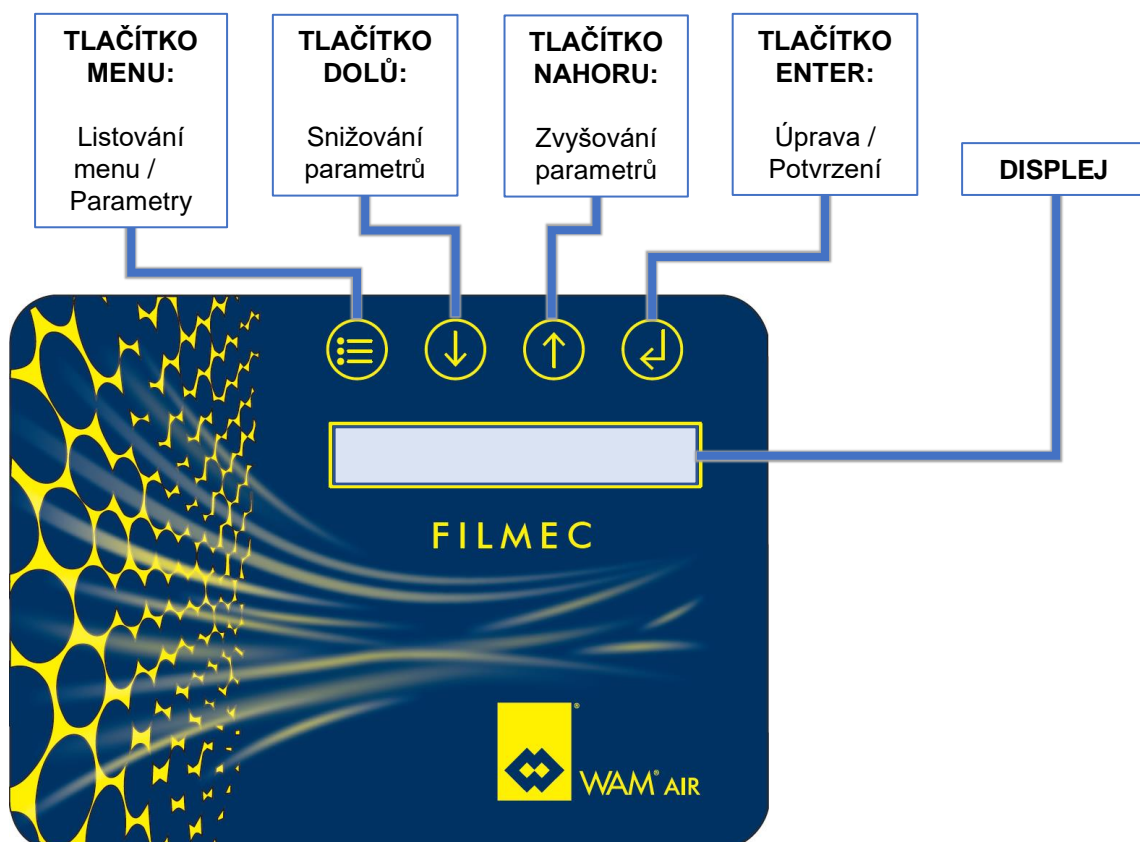 TLAČÍTKO
MENU:
Listování
menu /
Parametry
TLAČÍTKO
DOLŮ:
Snižování
parametrů
TLAČÍTKO
NAHORU:
Zvyšování
parametrů
TLAČÍTKO
ENTER:
Úprava /
Potvrzení
DISPLEJ
FILMEC
®
WAM® AIR